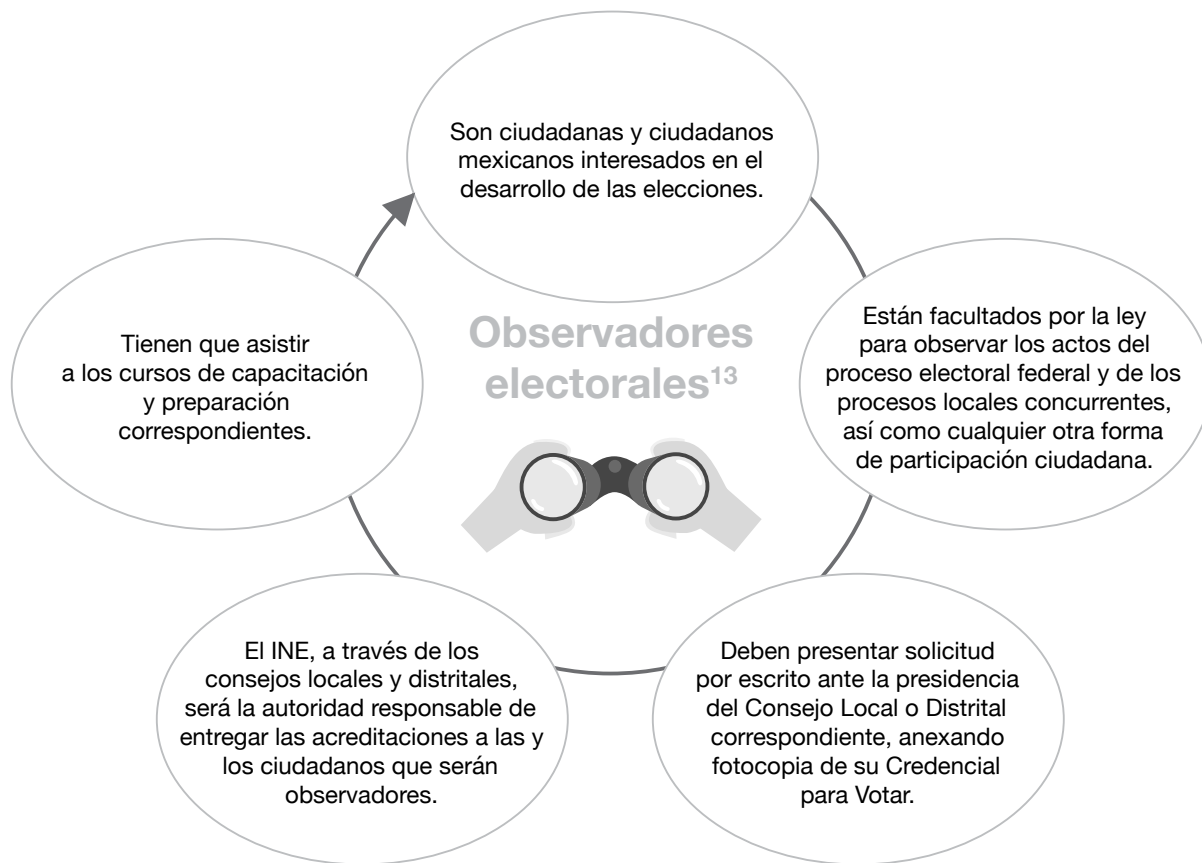 Son ciudadanas y ciudadanos
mexicanos interesados en el
desarrollo de las elecciones.
Observadores
electorales¹³
Están facultados por la ley
para observar los actos del
proceso electoral federal y de los
procesos locales concurrentes,
así como cualquier otra forma
de participación ciudadana.
Deben presentar solicitud
por escrito ante la presidencia
del Consejo Local o Distrital
correspondiente, anexando
fotocopia de su Credencial
para Votar.
El INE, a través de los
consejos locales y distritales,
será la autoridad responsable de
entregar las acreditaciones a las y
los ciudadanos que serán
observadores.
Tienen que asistir
a los cursos de capacitación
y preparación
correspondientes.